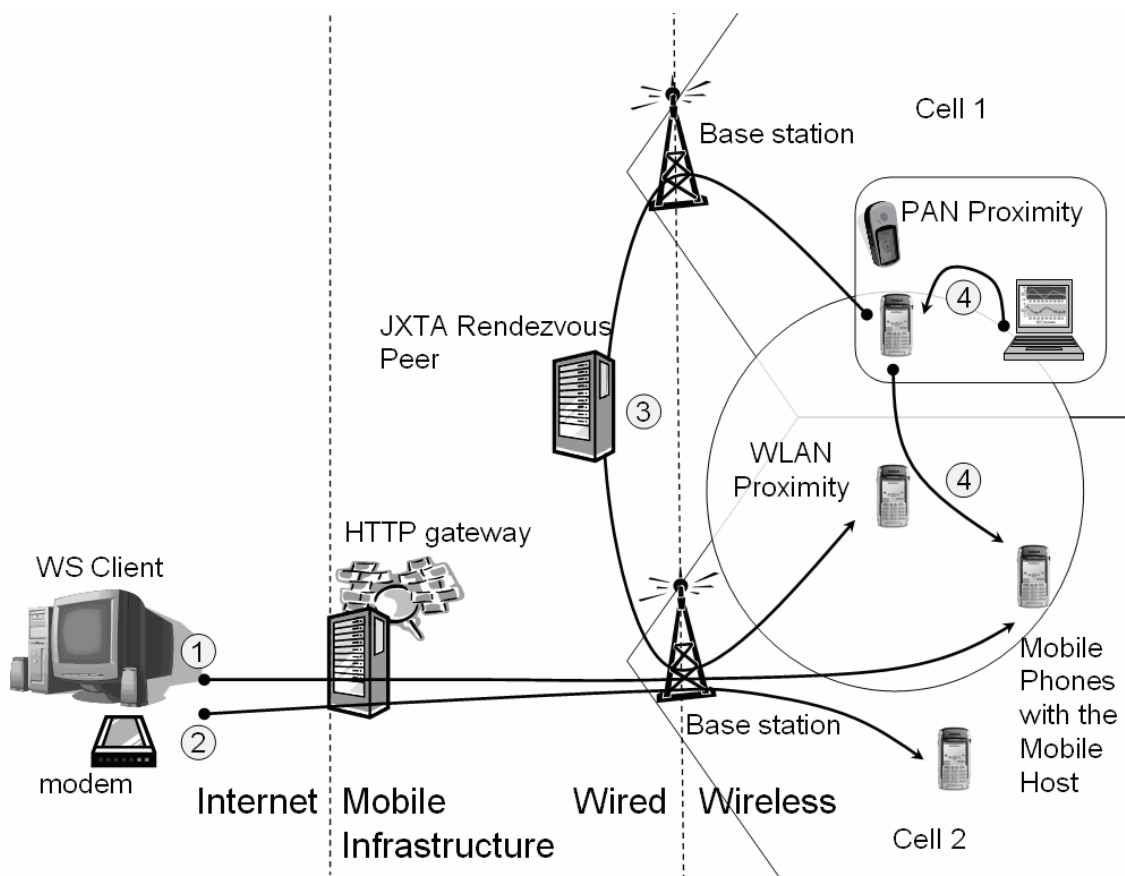 Cell 1
Base station
PAN Proximity
4
JXTA Rendezvous
Peer
3
WLAN
Proximity
4
HTTP gateway
WS Client
1
2
modem
Base station
Mobile
Phones
with the
Mobile
Host
Internet
Mobile
Infrastructure
Wired
Wireless
Cell 2